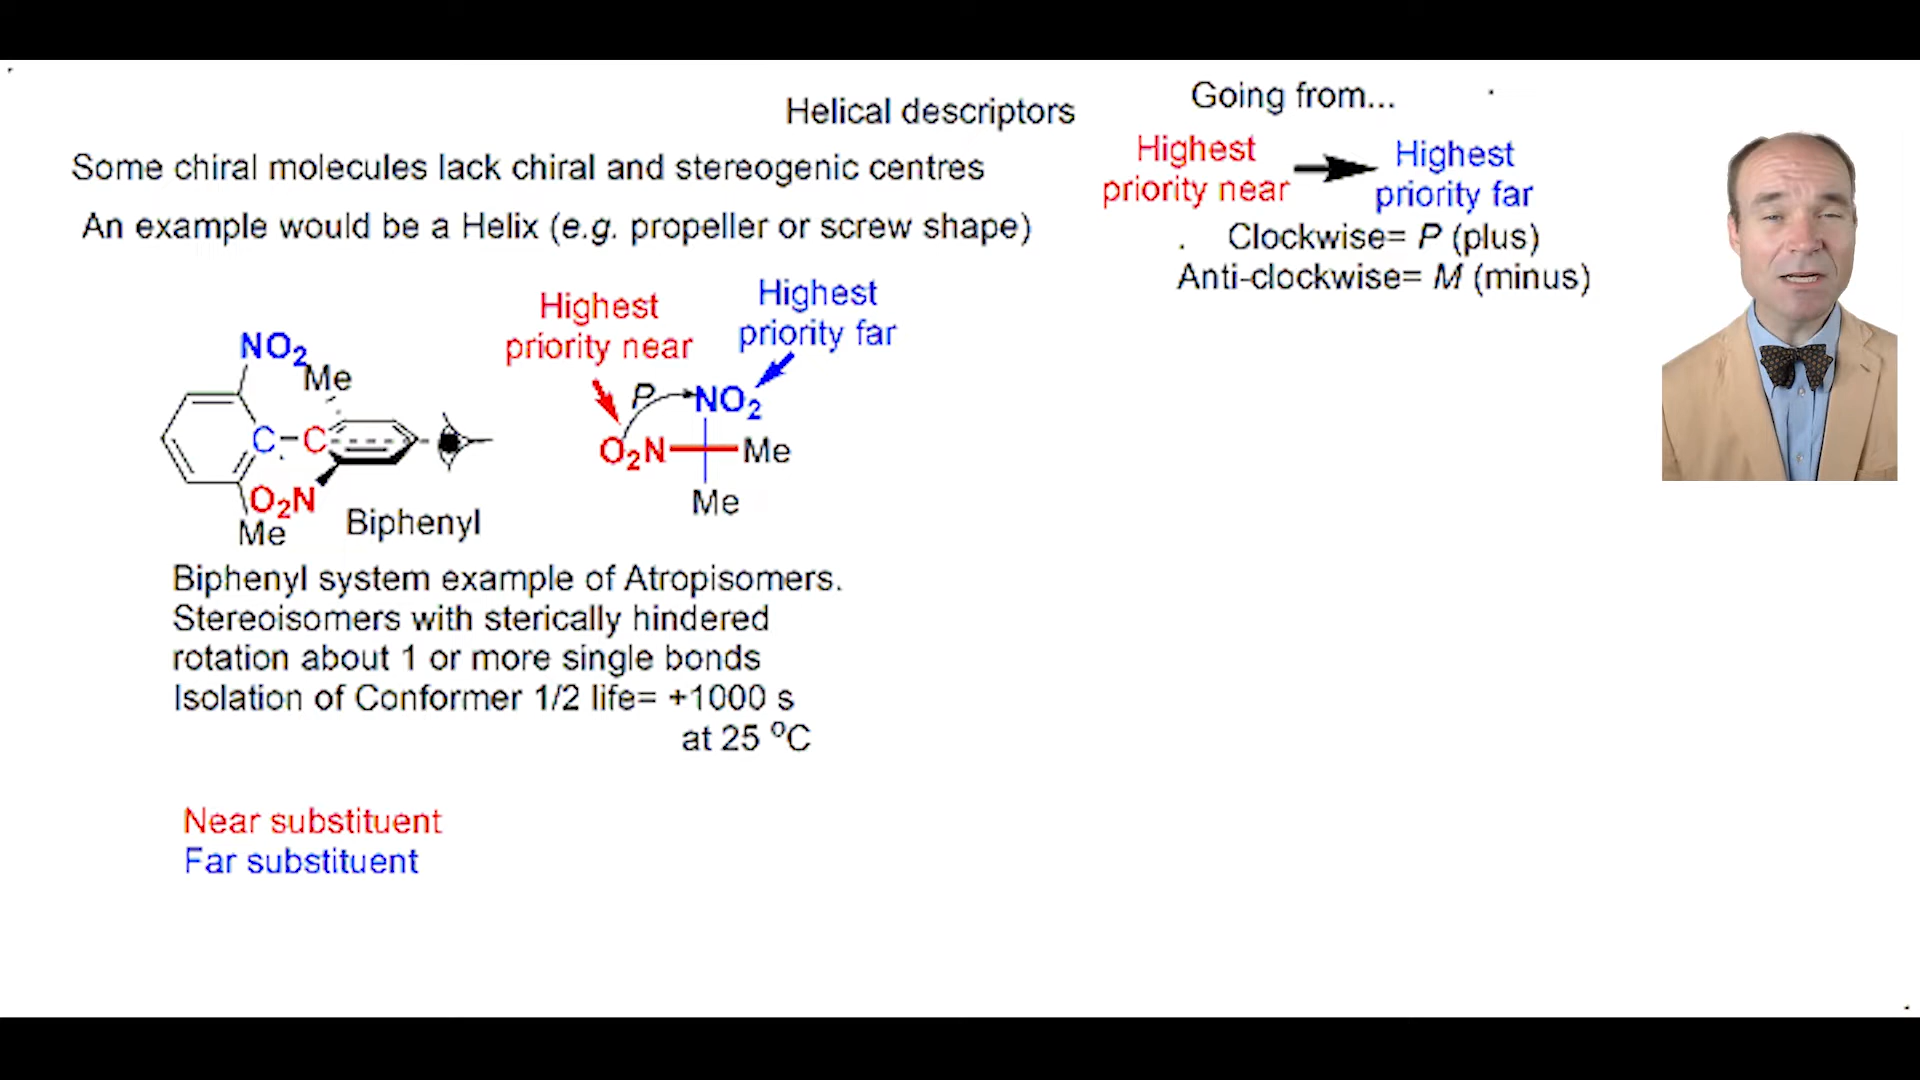 Helical descriptors
Going from...
Highest
priority near
Highest
priority far
Some chiral molecules lack chiral and stereogenic centres
An example would be a Helix (e.g. propeller or screw shape)
. Clockwise= P (plus)
Anti-clockwise= M (minus)
Highest
priority near
Highest
priority far
NO₂
Me
C C
O₂N
Me
Biphenyl
P
NO₂
O₂N Me
Me
Biphenyl system example of Atropisomers.
Stereoisomers with sterically hindered
rotation about 1 or more single bonds
Isolation of Conformer 1/2 life= +1000 s
at 25 ⁰C
Near substituent
Far substituent